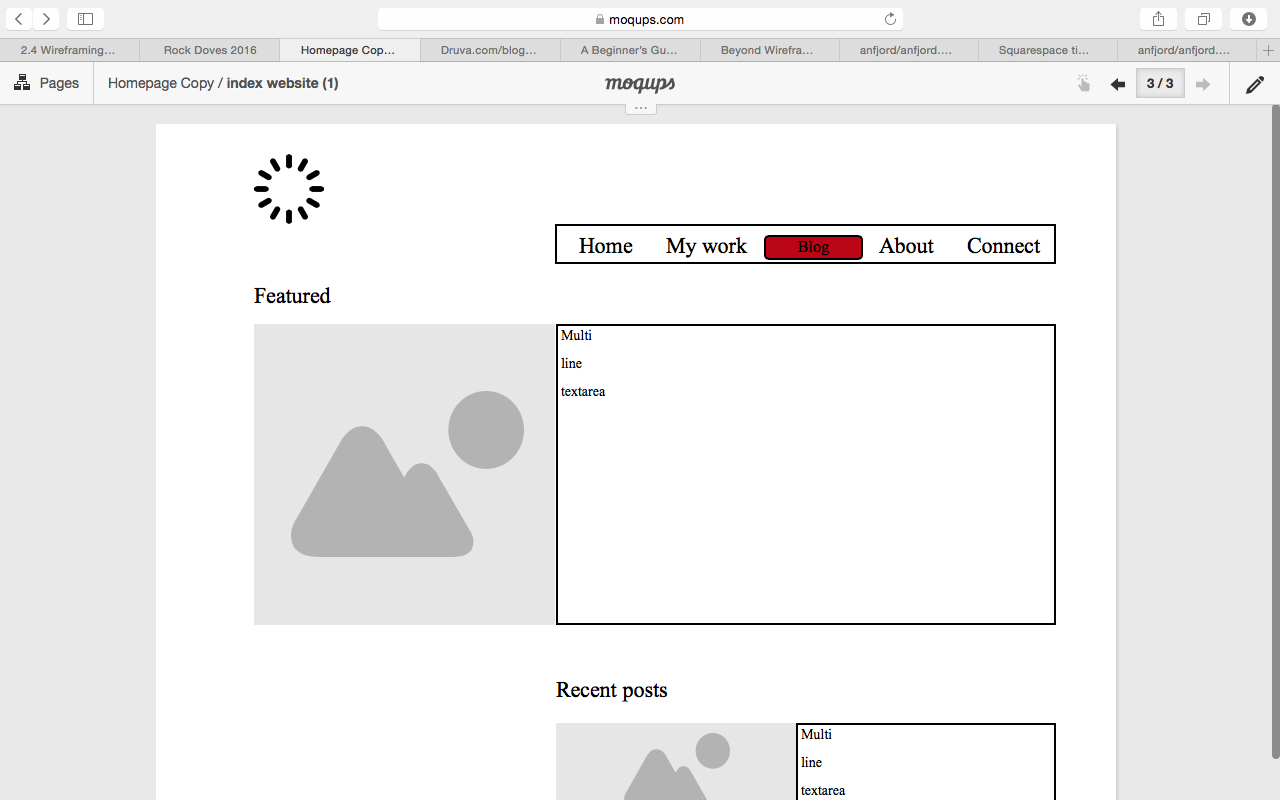 moqups.com
2.4 Wireframing...
Rock Doves 2016
Homepage Cop...
Druva.com/blog...
A Beginner's Gu...
Beyond Wirefra...
anfjord/anfjord....
Squarespace ti...
anfjord/anfjord....
Pages
Homepage Copy / index website (1)
moqups
3 / 3
Home My work Blog About Connect
Featured
Multi
line
textarea
Recent posts
Multi
line
textarea